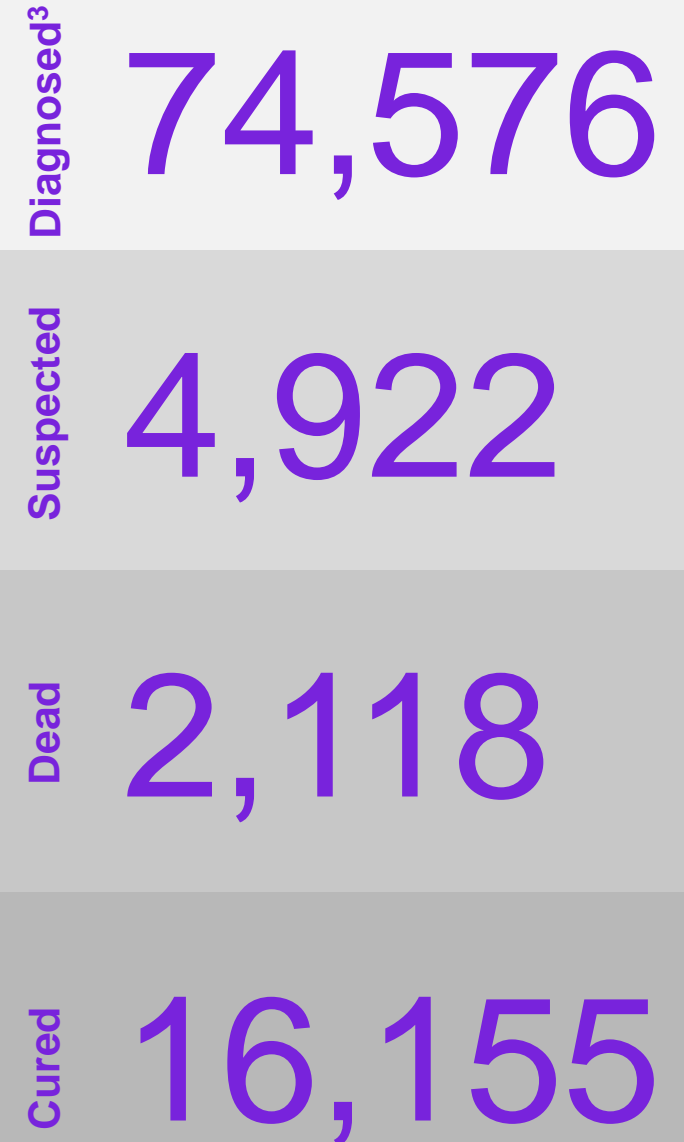 Diagnosed³
74,576
Suspected
4,922
Dead
2,118
Cured
16,155